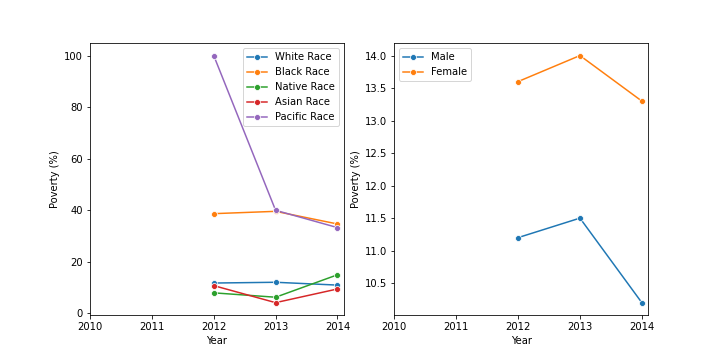 100
80
60
40
20
0
Poverty (%)
2010 2011 2012 2013 2014
Year
White Race
Black Race
Native Race
Asian Race
Pacific Race
14.0
13.5
13.0
12.5
12.0
11.5
11.0
10.5
Poverty (%)
2010 2011 2012 2013 2014
Year
Male
Female